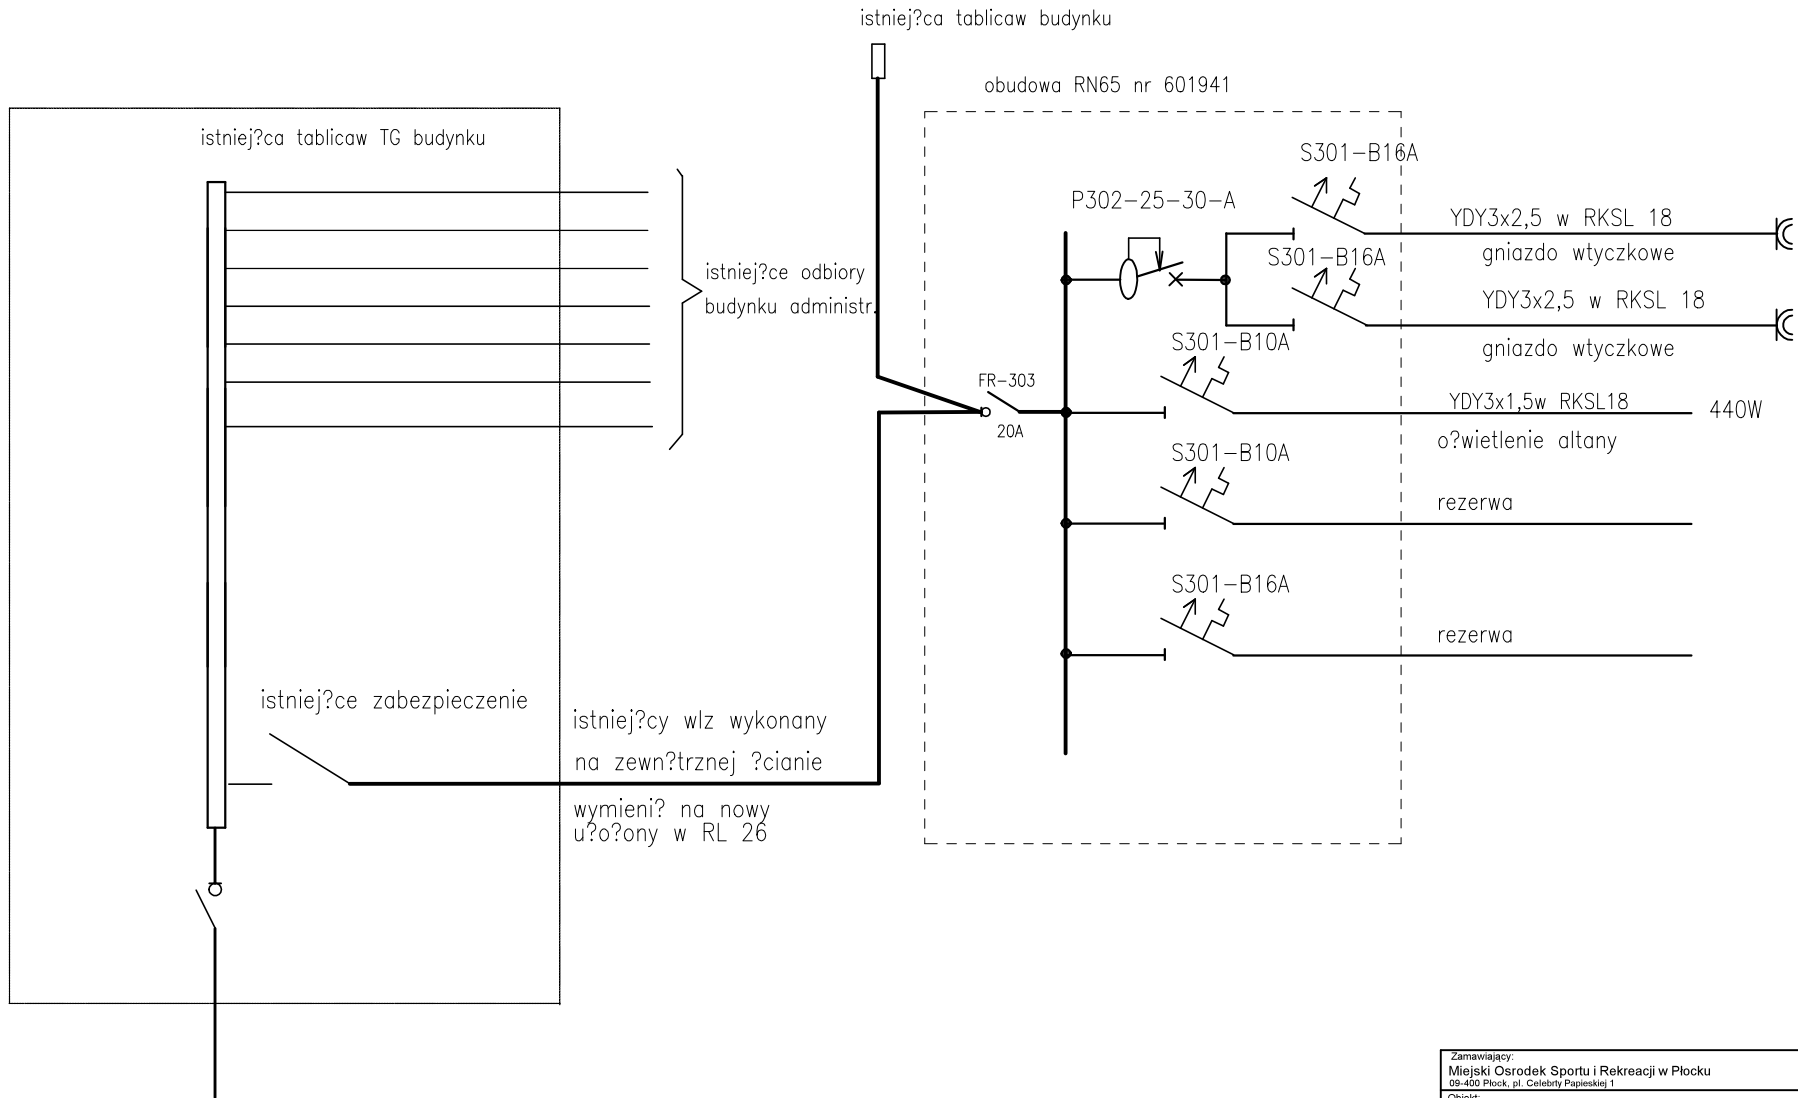 istniej?ca tablicaw budynku
obudowa RN65 nr 601941
istniej?ca tablicaw TG budynku
S301-B16A
P302-25-30-A
YDY3x2,5 w RKSL 18
gniazdo wtyczkowe
S301-B16A
istniej?ce odbiory
budynku administr.
YDY3x2,5 w RKSL 18
gniazdo wtyczkowe
S301-B10A
FR-303
20A
YDY3x1,5w RKSL18
440W
o?wietlenie altany
S301-B10A
rezerwa
S301-B16A
rezerwa
istniej?ce zabezpieczenie
istniej?cy wlz wykonany
na zewn?trznej ?cianie
wymieni? na nowy
u?o?ony w RL 26
Zamawiający:
Miejski Osrodek Sportu i Rekreacji w Płocku
09-400 Płock, pl. Celebrty Papieskiej 1
Obiekt: